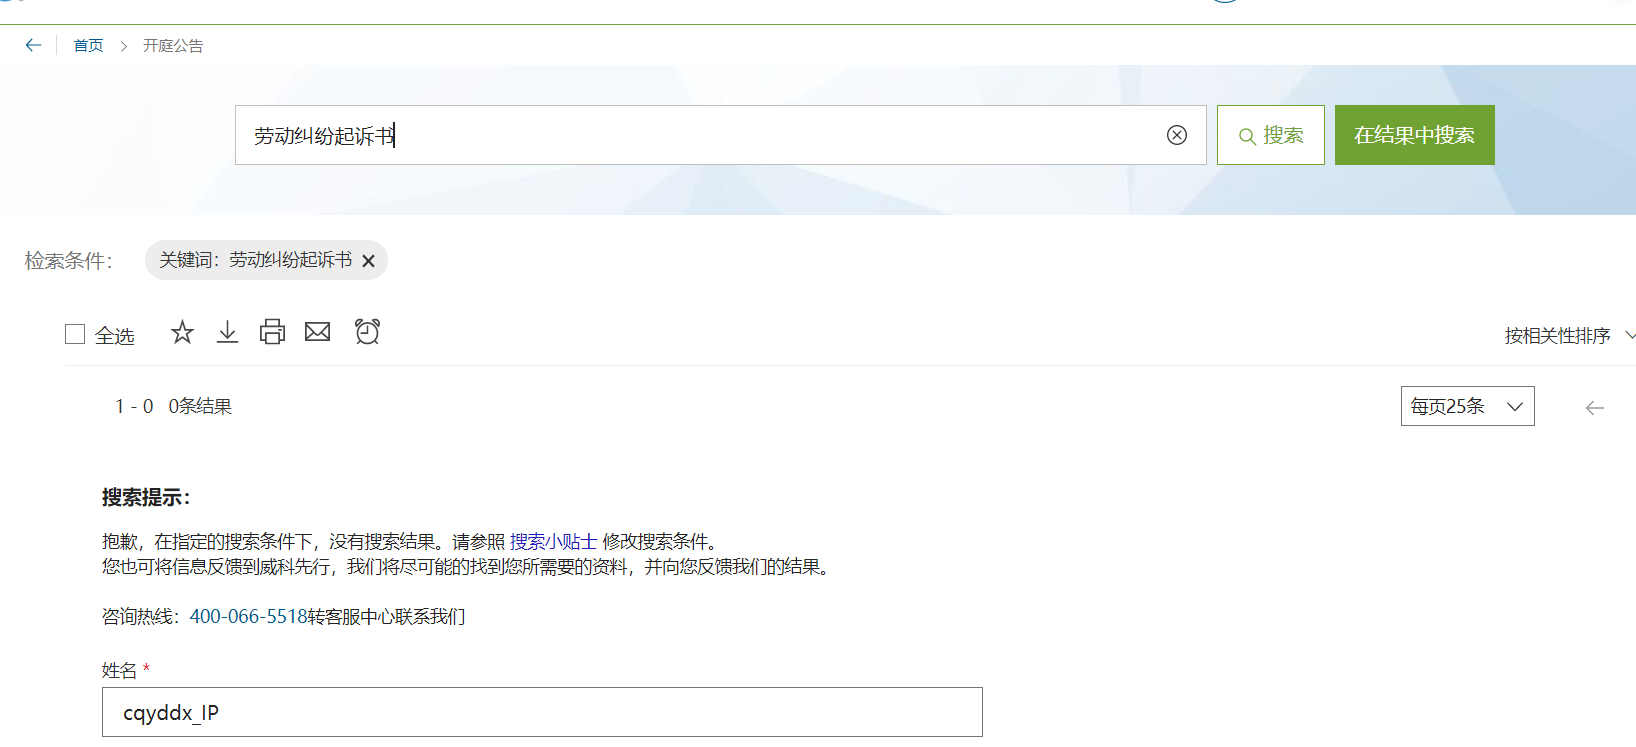 首页 > 开庭公告
劳动纠纷起诉书 搜索 在结果中搜索
检索条件： 关键词：劳动纠纷起诉书
全选 按相关性排序
1 - 0 0条结果 每页25条
搜索提示：
抱歉，在指定的搜索条件下，没有搜索结果。请参照 搜索小贴士 修改搜索条件。
您也可将信息反馈到威科先行，我们将尽可能的找到您所需要的资料，并向您反馈我们的结果。
咨询热线：400-066-5518转客服中心联系我们
姓名 *
cqyddx_IP